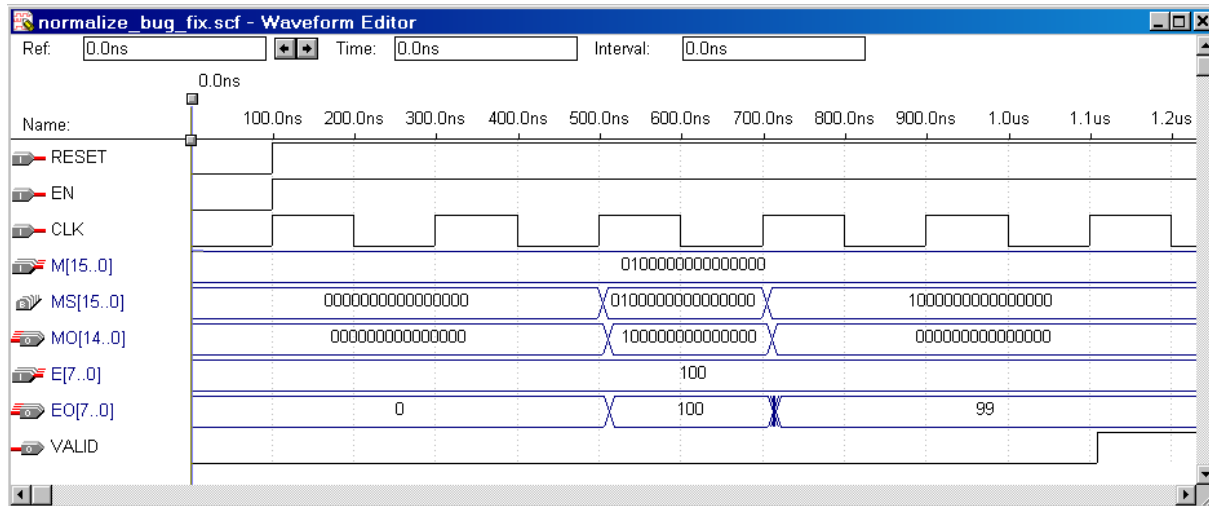 normalize_bug_fix.scf - Waveform Editor
Ref: 0.0ns Time: 0.0ns Interval: 0.0ns
0.0ns
Name: 100.0ns 200.0ns 300.0ns 400.0ns 500.0ns 600.0ns 700.0ns 800.0ns 900.0ns 1.0us 1.1us 1.2us
RESET
EN
CLK
M[15..0] 0100000000000000
MS[15..0] 0000000000000000 0100000000000000 1000000000000000
MO[14..0] 000000000000000 100000000000000 000000000000000
E[7..0] 100
EO[7..0] 0 100 99
VALID